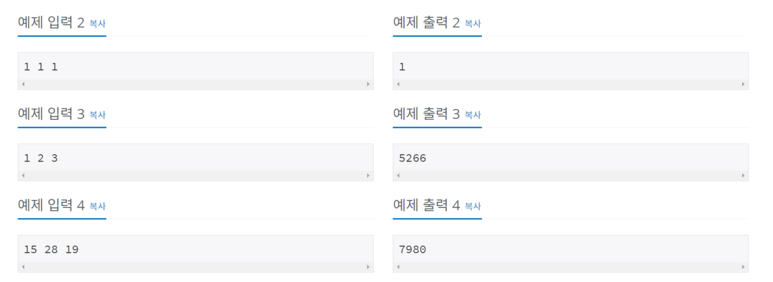 예제 입력 2 복사
예제 출력 2 복사
1 1 1
1
예제 입력 3 복사
예제 출력 3 복사
1 2 3
5266
예제 입력 4 복사
예제 출력 4 복사
15 28 19
7980